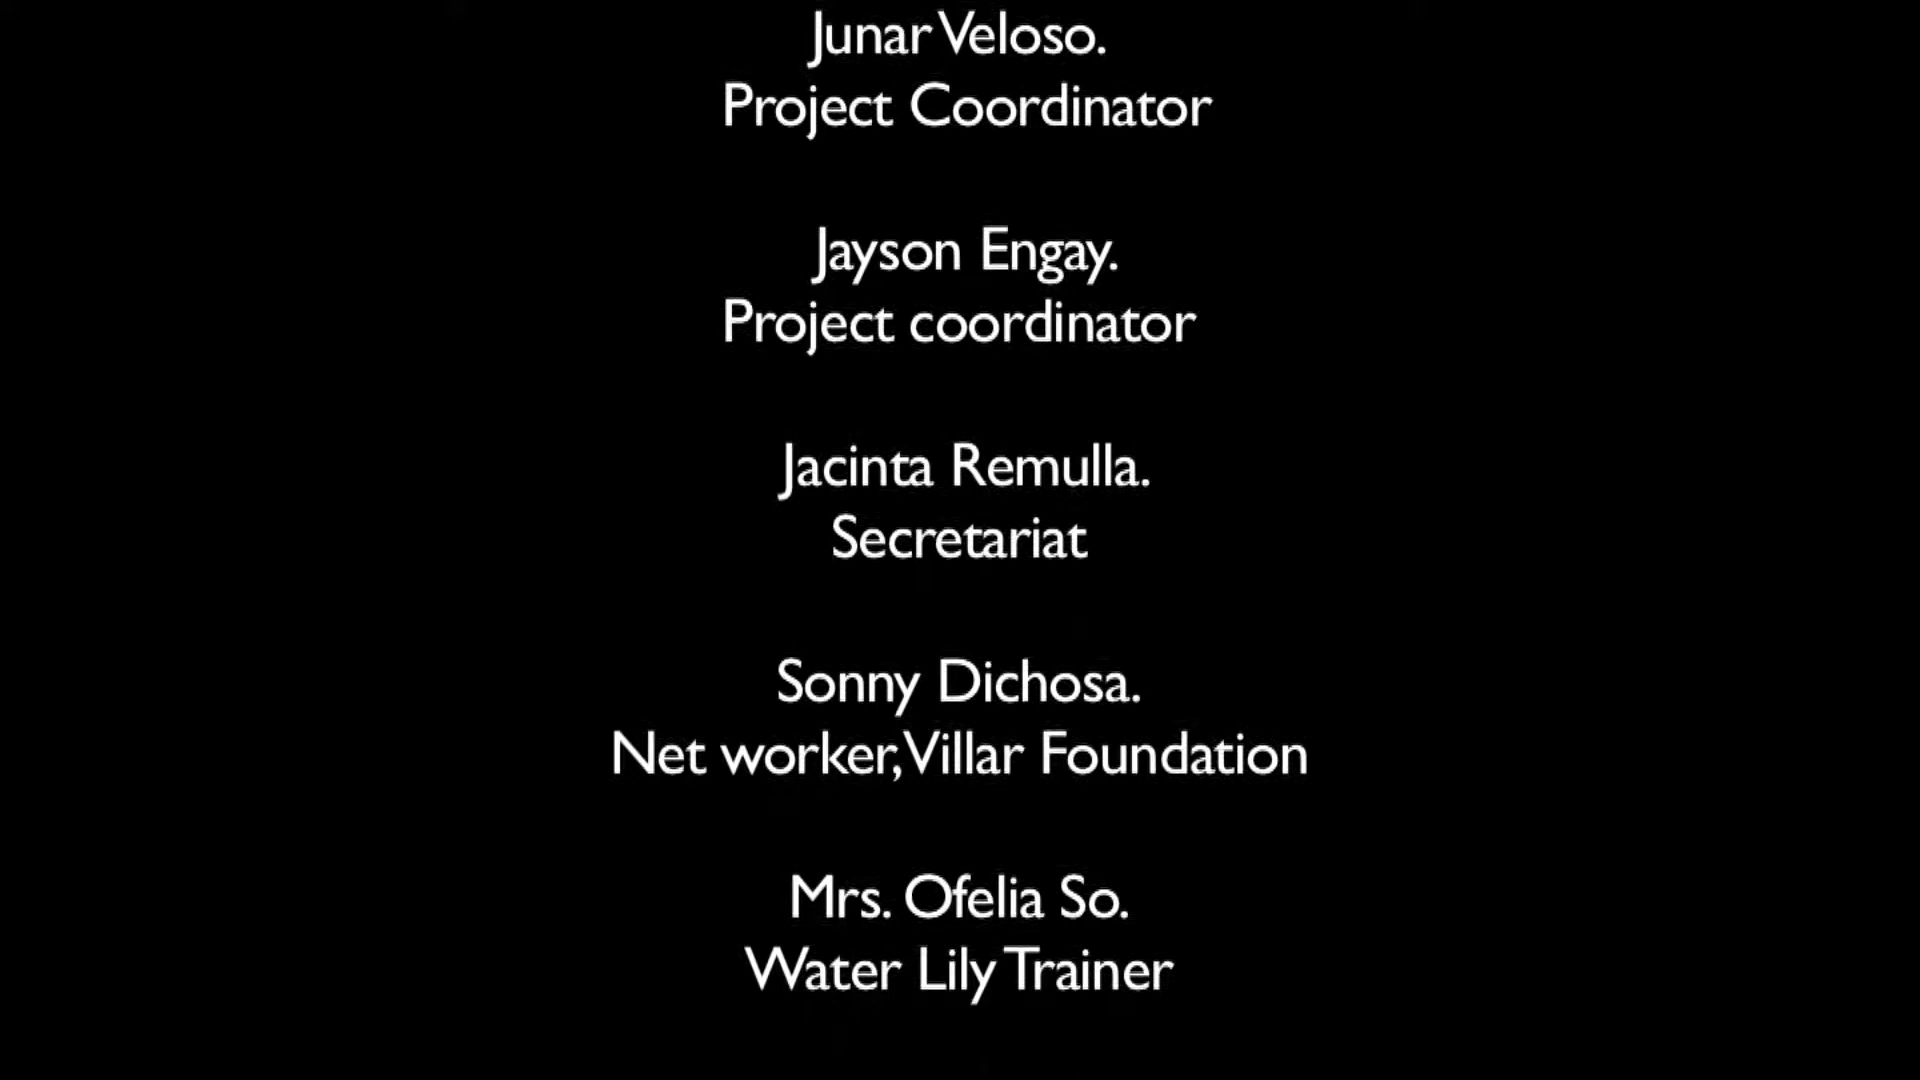 Junar Veloso.
Project Coordinator
Jayson Engay.
Project coordinator
Jacinta Remulla.
Secretariat
Sonny Dichosa.
Net worker, Villar Foundation
Mrs. Ofelia So.
Water Lily Trainer